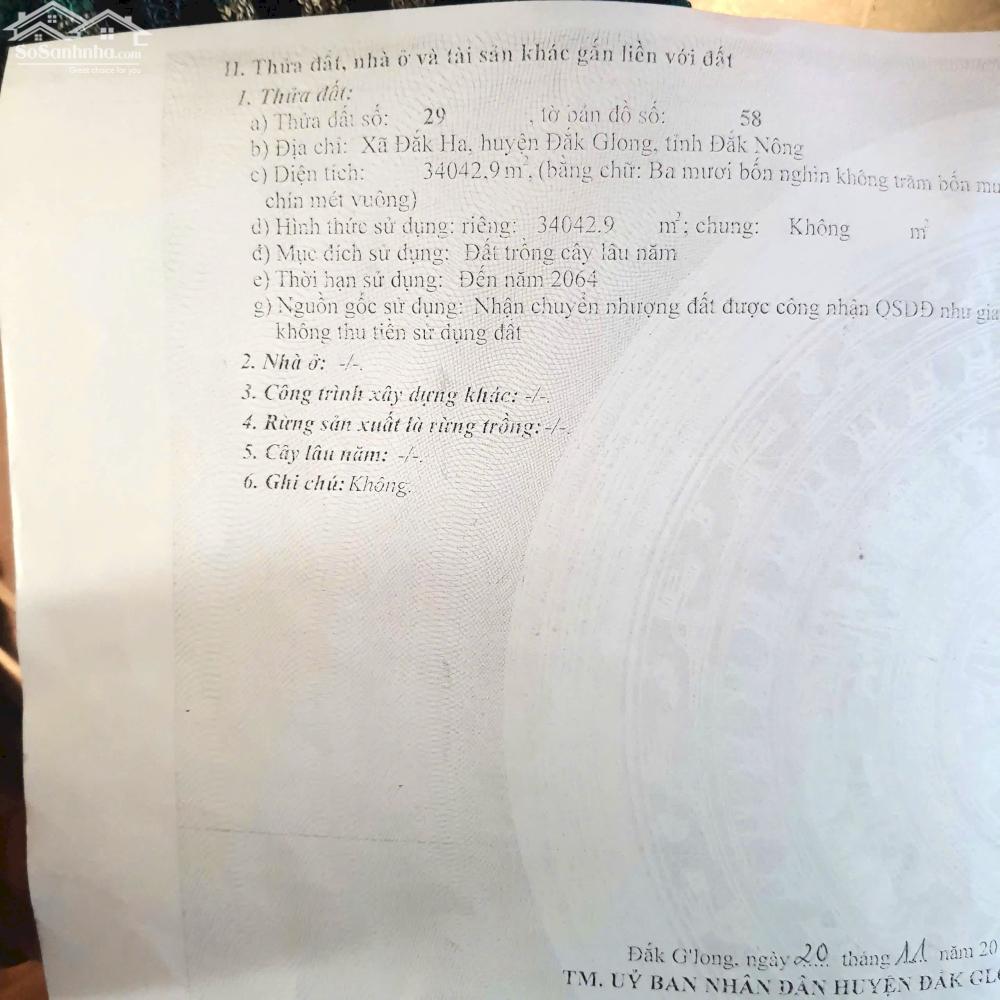 SoSanhnha.com
Great choice for you
II. Thửa đất, nhà ở và tài sản khác gắn liền với đất
1. Thửa đất:
a) Thửa đất số: 29 , tờ bản đồ số: 58
b) Địa chỉ: Xã Đắk Ha, huyện Đắk Glong, tỉnh Đắk Nông
c) Diện tích: 34042.9 m², (bằng chữ: Ba mươi bốn nghìn không trăm bốn mư
chín mét vuông)
d) Hình thức sử dụng: riêng: 34042.9 m²; chung: Không m²
đ) Mục đích sử dụng: Đất trồng cây lâu năm
e) Thời hạn sử dụng: Đến năm 2064
g) Nguồn gốc sử dụng: Nhận chuyển nhượng đất được công nhận QSDĐ như gia
không thu tiền sử dụng đất
2. Nhà ở: -/-.
3. Công trình xây dựng khác: -/-.
4. Rừng sản xuất là rừng trồng: -/-.
5. Cây lâu năm: -/-.
6. Ghi chú: Không.
Đắk G'long, ngày 20 tháng 11 năm 20
TM. UỶ BAN NHÂN DÂN HUYỆN ĐẮK GLO